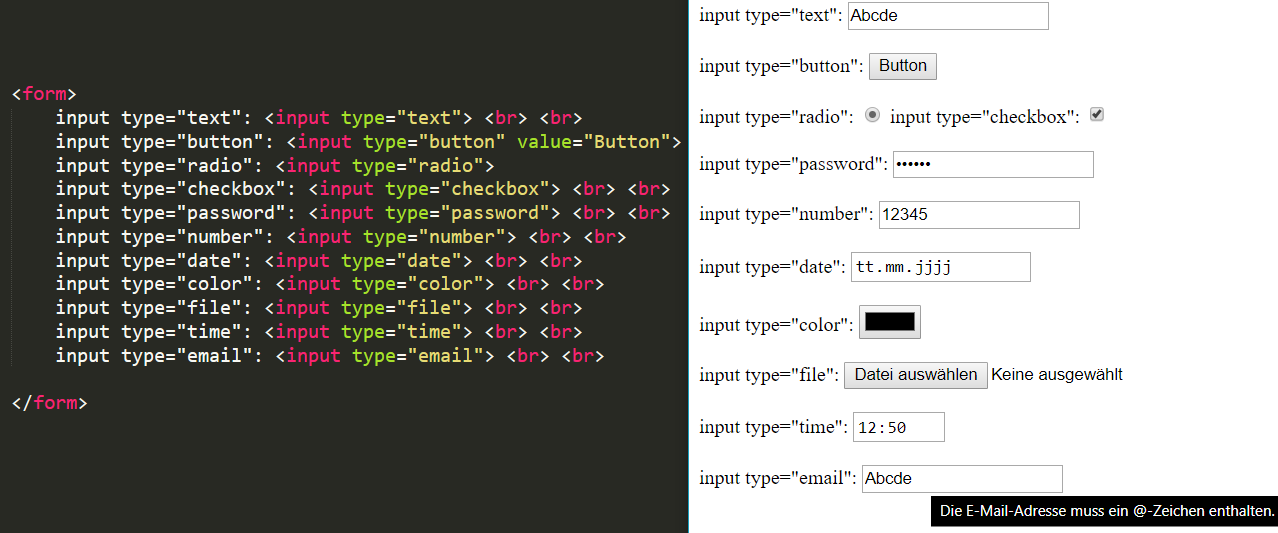 <form>
input type="text": <input type="text"> <br> <br>
input type="button": <input type="button" value="Button">
input type="radio": <input type="radio">
input type="checkbox": <input type="checkbox"> <br> <br>
input type="password": <input type="password"> <br> <br>
input type="number": <input type="number"> <br> <br>
input type="date": <input type="date"> <br> <br>
input type="color": <input type="color"> <br> <br>
input type="file": <input type="file"> <br> <br>
input type="time": <input type="time"> <br> <br>
input type="email": <input type="email"> <br> <br>
</form>
input type="text": Abcde
input type="button": Button
input type="radio": input type="checkbox":
input type="password": ••••••
input type="number": 12345
input type="date": tt.mm.jjjj
input type="color":
input type="file": Datei auswählen Keine ausgewählt
input type="time": 12:50
input type="email": Abcde
Die E-Mail-Adresse muss ein @-Zeichen enthalten.